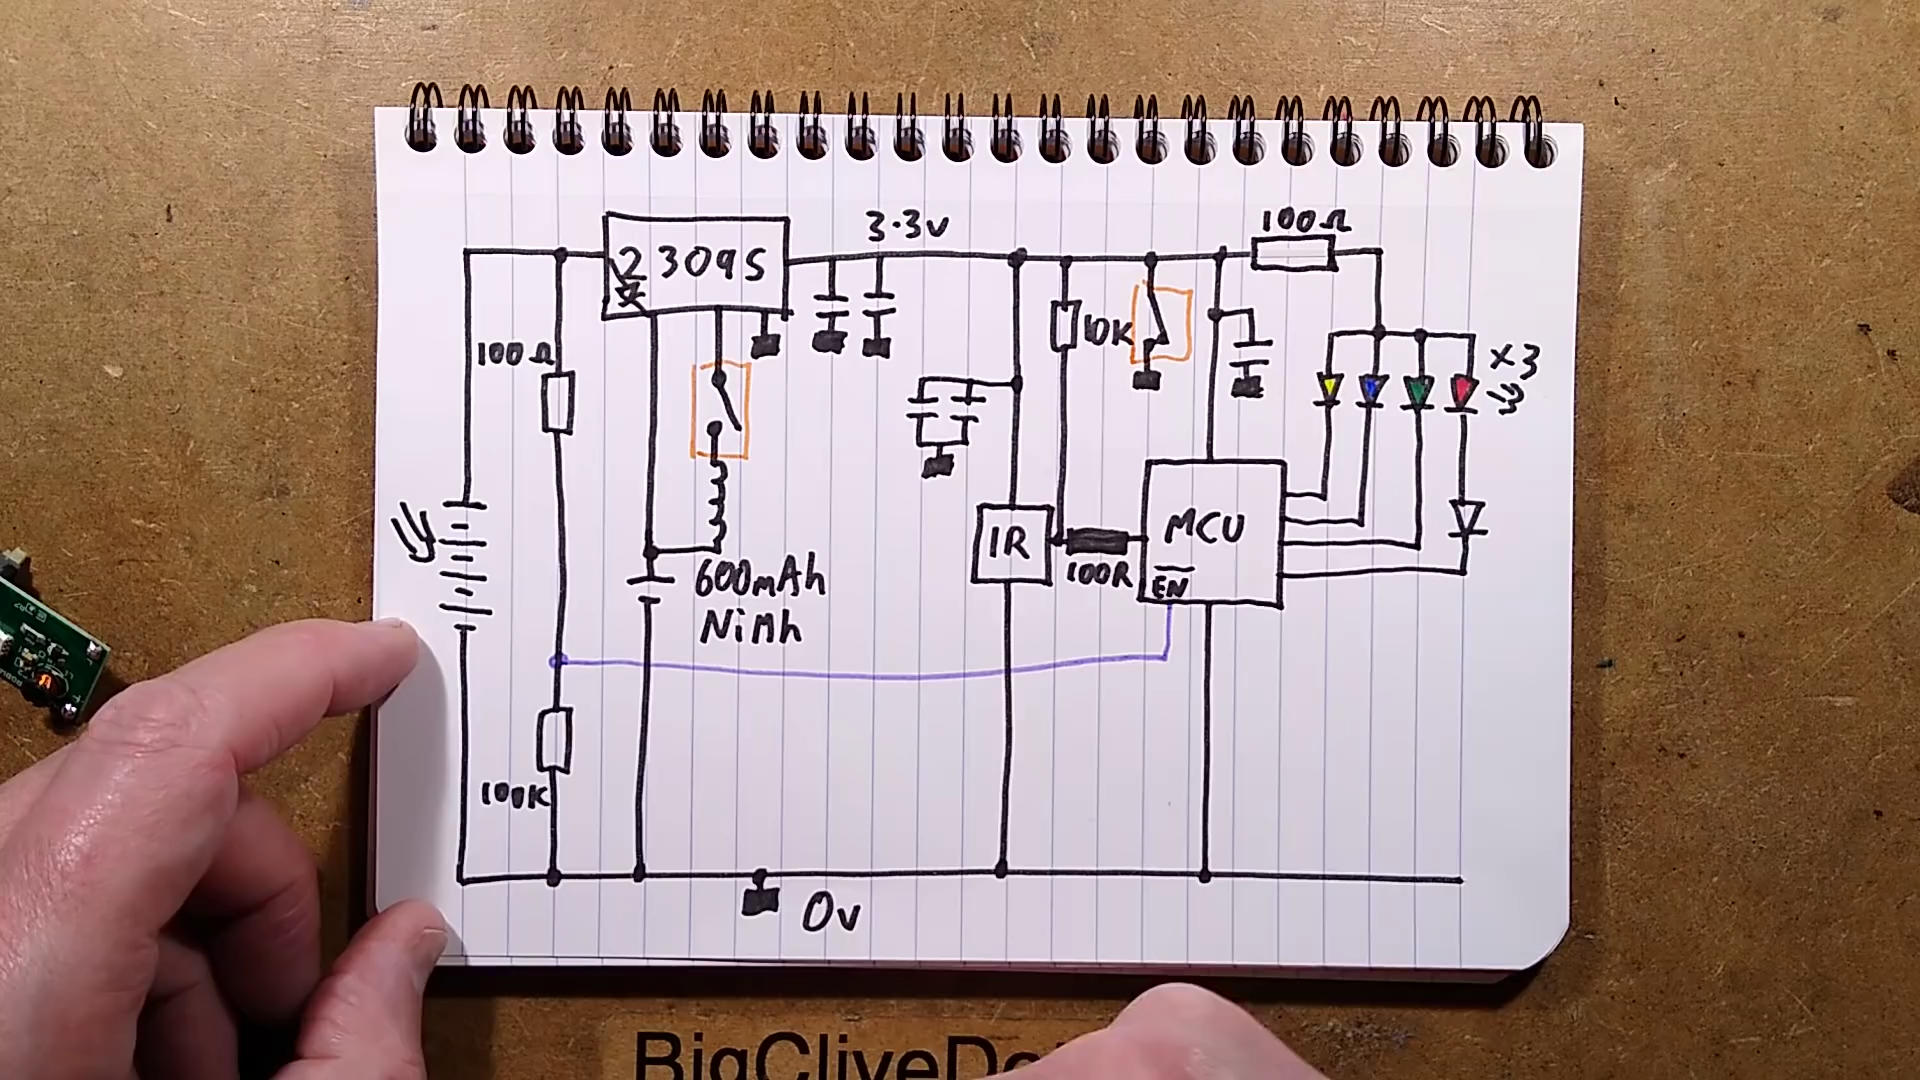 100Ω
3.3v
2309S
10K
100Ω
x3
IR
MCU
600mAh
NiMh
100R
EN
100K
0v
BigCliveDo